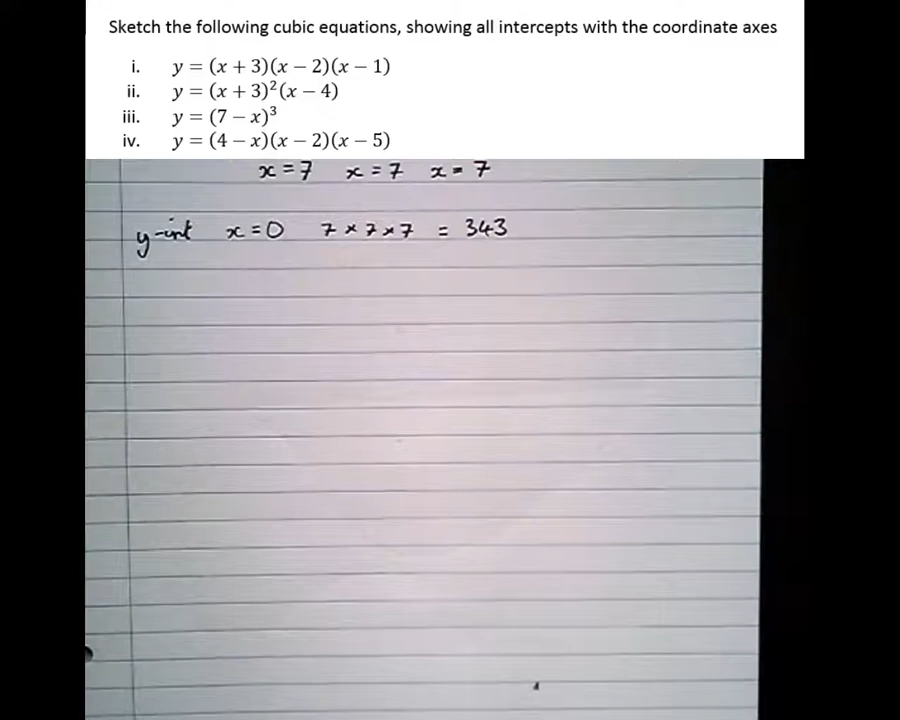 Sketch the following cubic equations, showing all intercepts with the coordinate axes
i. y = (x + 3)(x − 2)(x − 1)
ii. y = (x + 3)²(x − 4)
iii. y = (7 − x)³
iv. y = (4 − x)(x − 2)(x − 5)
x = 7 x = 7 x = 7
y-int x = 0 7 × 7 × 7 = 343